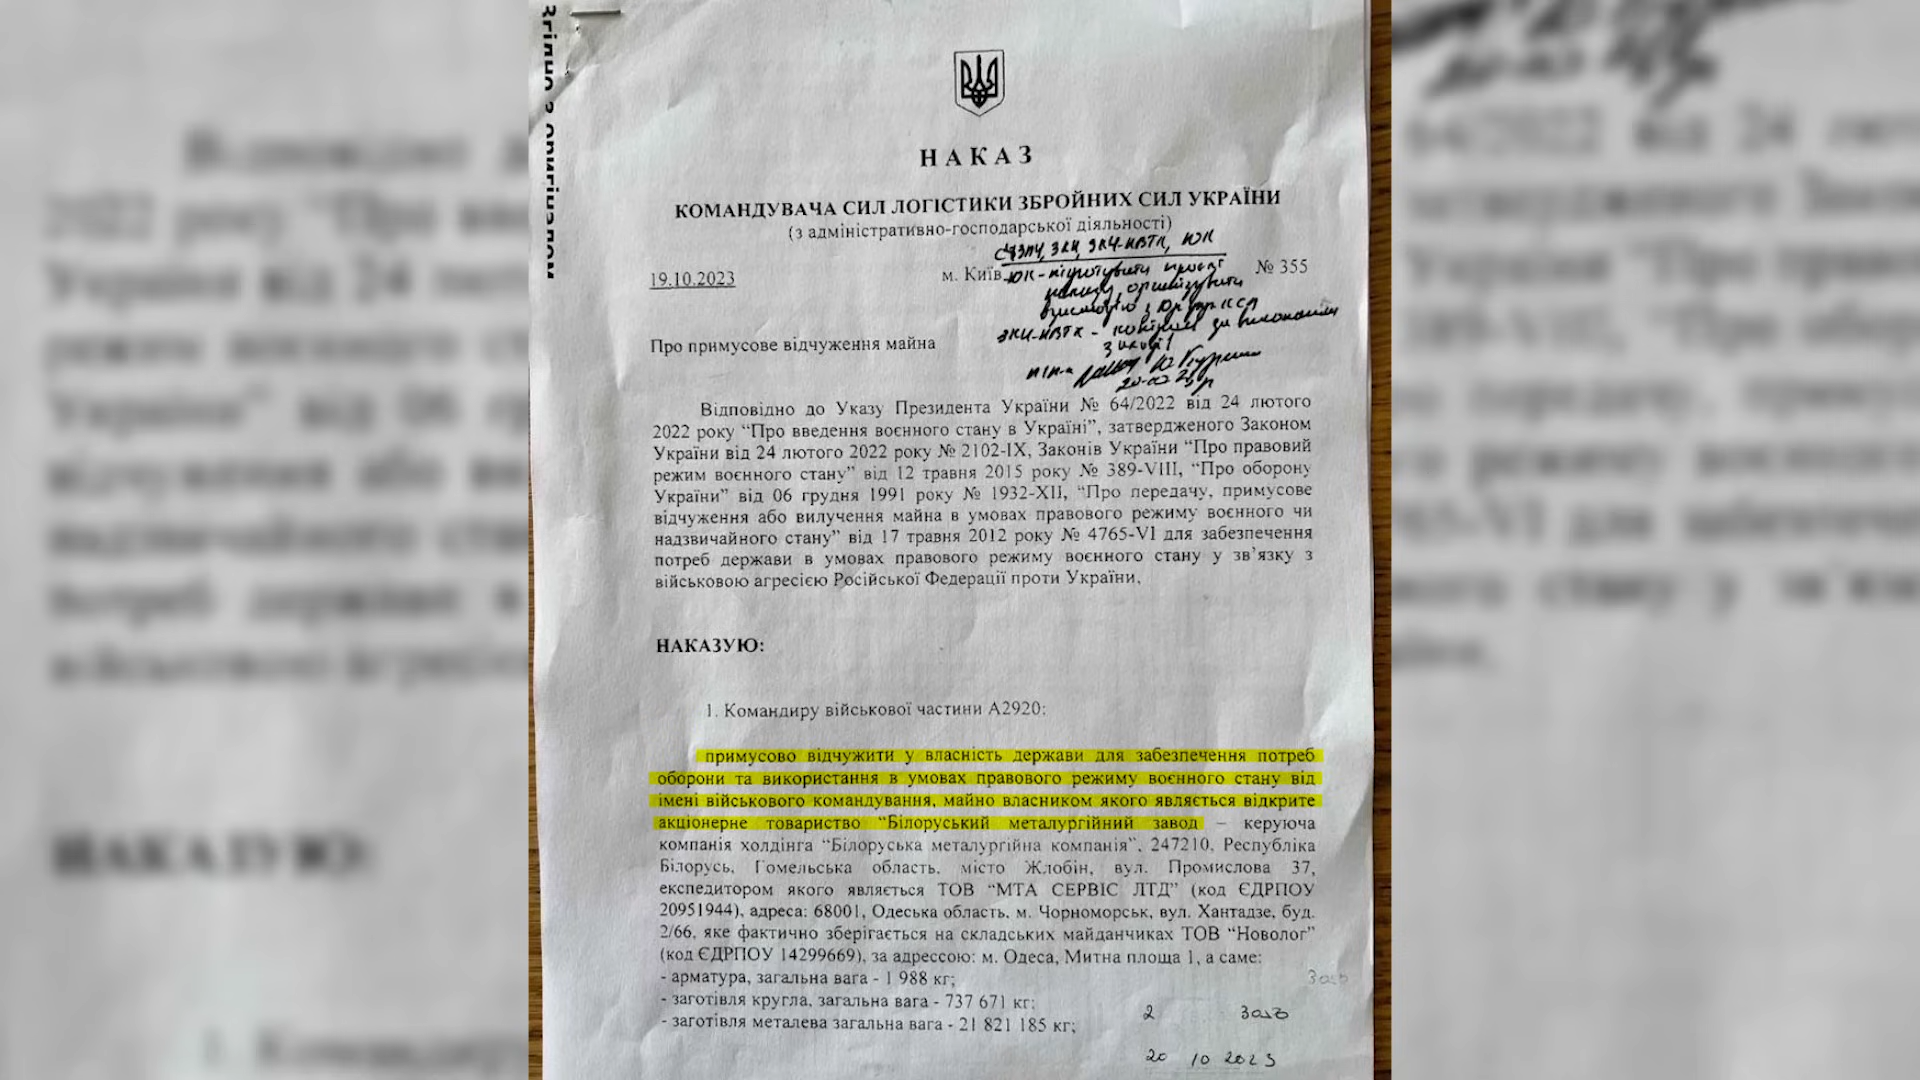 Згідно з оригіналом
НАКАЗ
КОМАНДУВАЧА СИЛ ЛОГІСТИКИ ЗБРОЙНИХ СИЛ УКРАЇНИ
(з адміністративно-господарської діяльності)
19.10.2023 м. Київ № 355
Про примусове відчуження майна
Відповідно до Указу Президента України № 64/2022 від 24 лютого
2022 року “Про введення воєнного стану в Україні”, затвердженого Законом
України від 24 лютого 2022 року № 2102-IX, Законів України “Про правовий
режим воєнного стану” від 12 травня 2015 року № 389-VIII, “Про оборону
України” від 06 грудня 1991 року № 1932-XII, “Про передачу, примусове
відчуження або вилучення майна в умовах правового режиму воєнного чи
надзвичайного стану” від 17 травня 2012 року № 4765-VI для забезпечення
потреб держави в умовах правового режиму воєнного стану у зв’язку з
військовою агресією Російської Федерації проти України,
НАКАЗУЮ:
1. Командиру військової частини А2920:
примусово відчужити у власність держави для забезпечення потреб
оборони та використання в умовах правового режиму воєнного стану від
імені військового командування, майно власником якого являється відкрите
акціонерне товариство “Білоруський металургійний завод – керуюча
компанія холдінга “Білоруська металургійна компанія”, 247210, Республіка
Білорусь, Гомельська область, місто Жлобін, вул. Промислова 37,
експедитором якого являється ТОВ “МТА СЕРВІС ЛТД” (код ЄДРПОУ
20951944), адреса: 68001, Одеська область, м. Чорноморськ, вул. Хантадзе, буд.
2/66, яке фактично зберігається на складських майданчиках ТОВ “Новолог”
(код ЄДРПОУ 14299669), за адрессою: м. Одеса, Митна площа 1, а саме:
- арматура, загальна вага - 1 988 кг;
- заготівля кругла, загальна вага - 737 671 кг;
- заготівля металева загальна вага - 21 821 185 кг;
2
20 10 2023